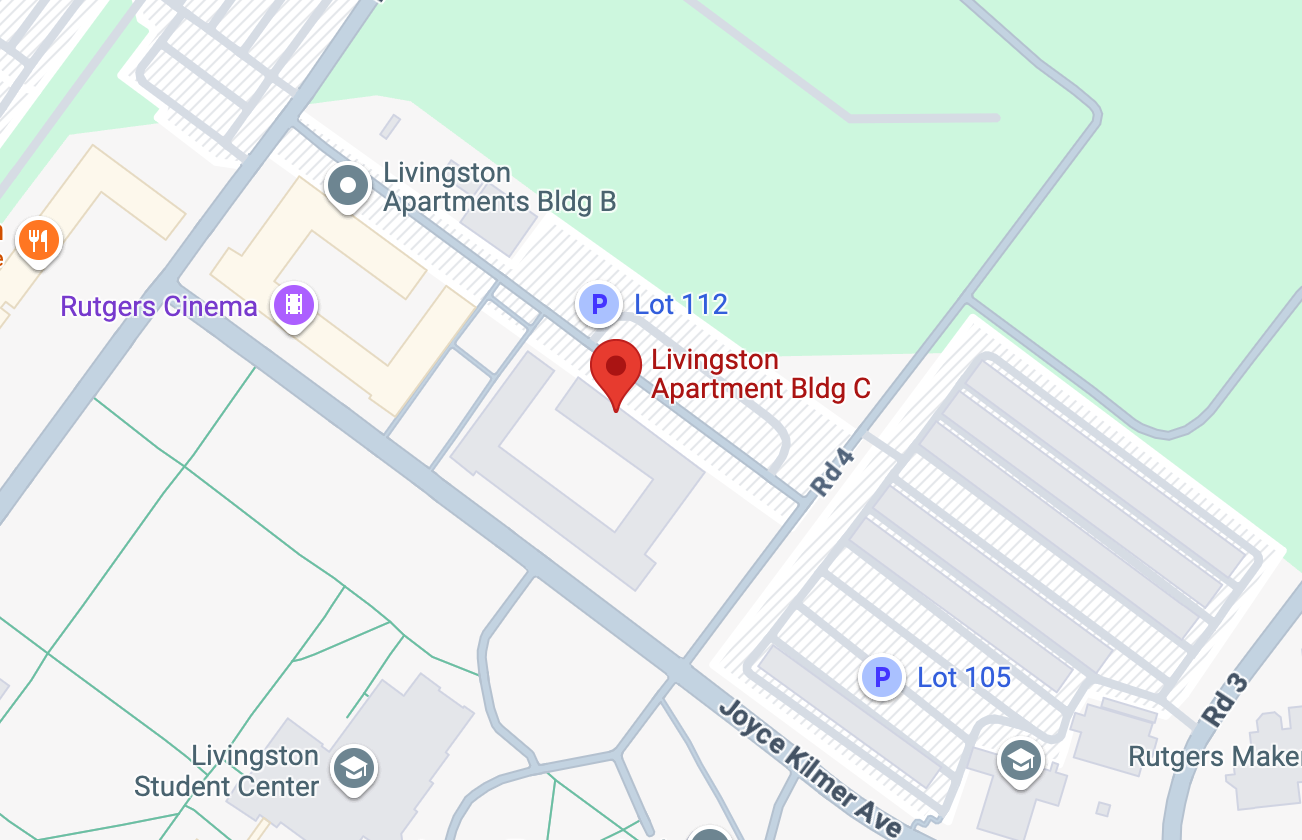 Livingston
Apartments Bldg B
Rutgers Cinema
P
Lot 112
Livingston
Apartment Bldg C
Rd 4
P
Lot 105
Rd 3
Joyce Kilmer Ave
Livingston
Student Center
Rutgers Maker